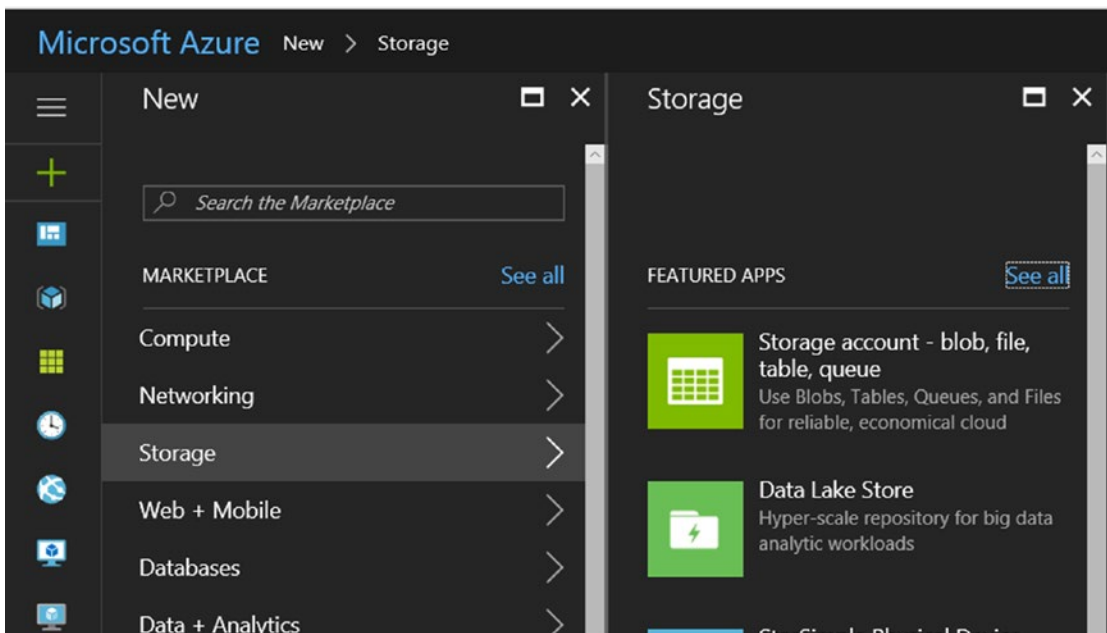 Microsoft Azure New > Storage
New
Search the Marketplace
MARKETPLACE See all
Compute
Networking
Storage
Web + Mobile
Databases
Data + Analytics
Storage
FEATURED APPS See all
Storage account - blob, file,
table, queue
Use Blobs, Tables, Queues, and Files
for reliable, economical cloud
Data Lake Store
Hyper-scale repository for big data
analytic workloads